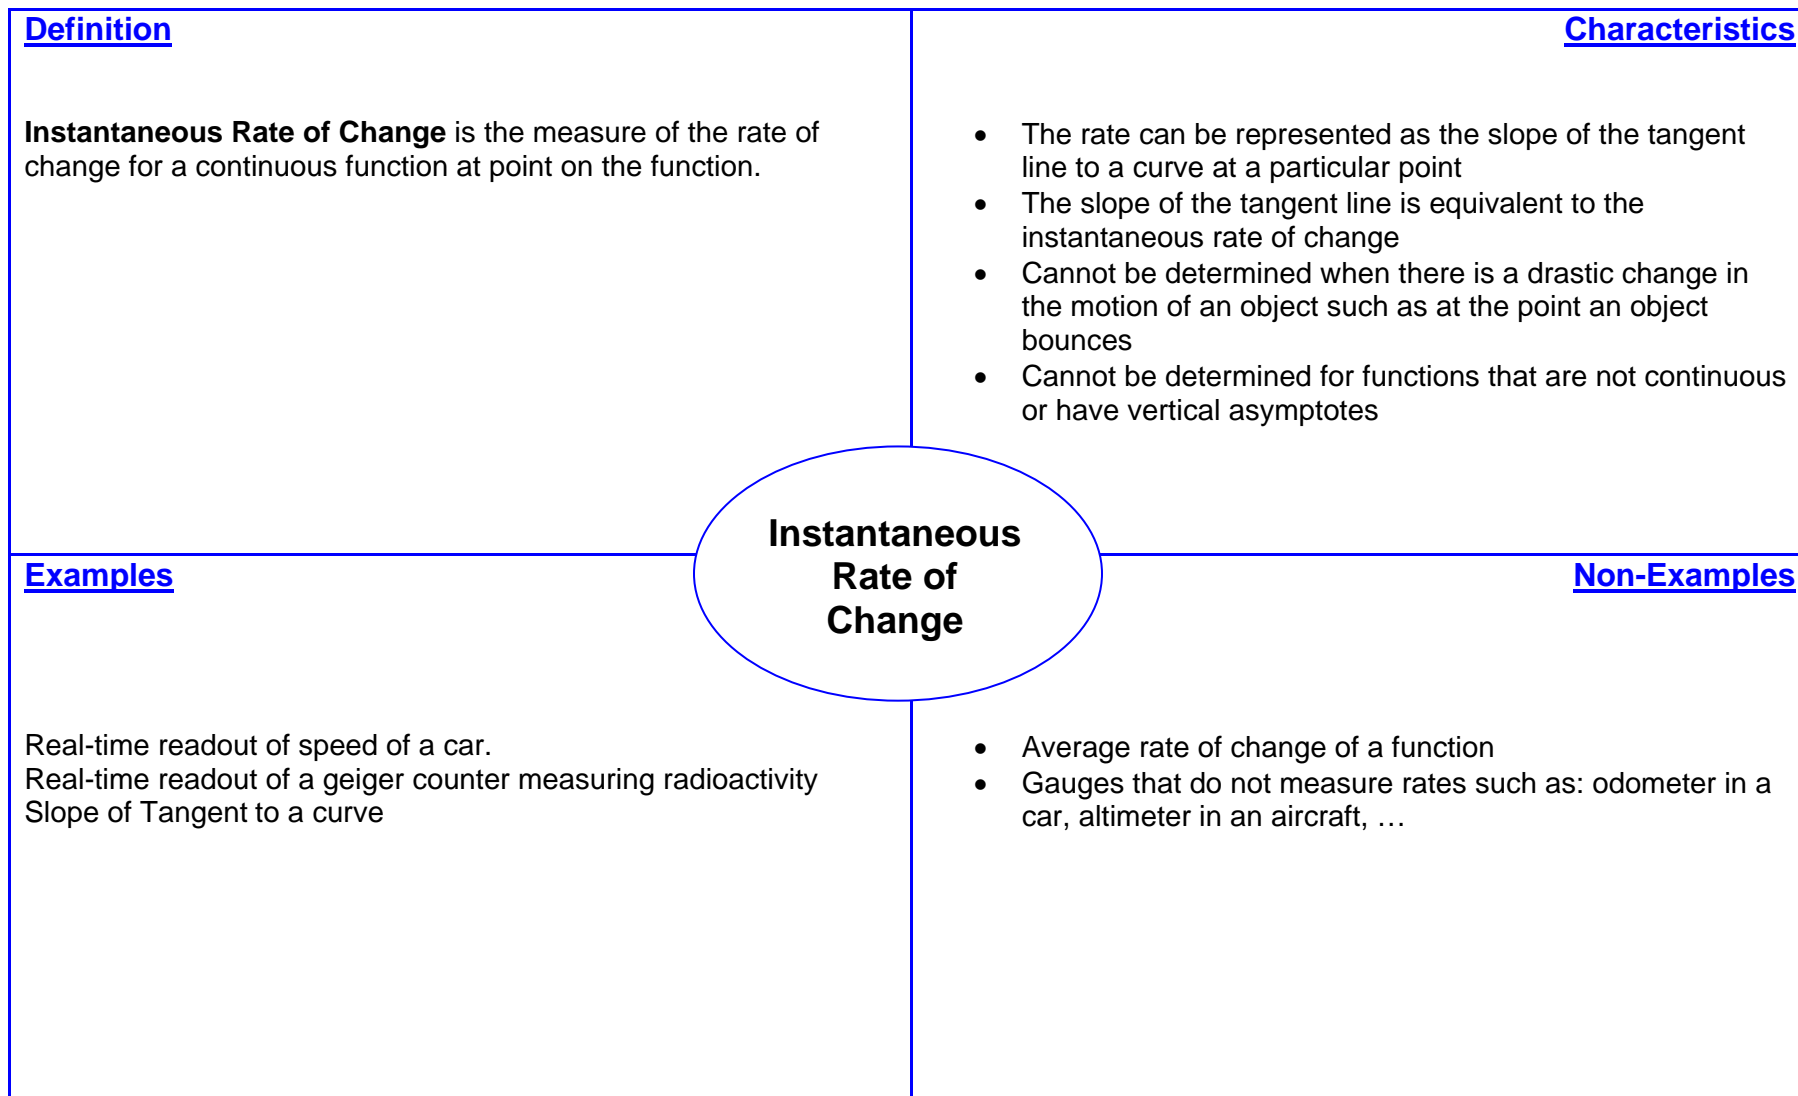 Definition
Instantaneous Rate of Change is the measure of the rate of
change for a continuous function at point on the function.
Characteristics
• The rate can be represented as the slope of the tangent
line to a curve at a particular point
• The slope of the tangent line is equivalent to the
instantaneous rate of change
• Cannot be determined when there is a drastic change in
the motion of an object such as at the point an object
bounces
• Cannot be determined for functions that are not continuous
or have vertical asymptotes
Instantaneous
Rate of
Change
Examples
Real-time readout of speed of a car.
Real-time readout of a geiger counter measuring radioactivity
Slope of Tangent to a curve
Non-Examples
• Average rate of change of a function
• Gauges that do not measure rates such as: odometer in a
car, altimeter in an aircraft, …